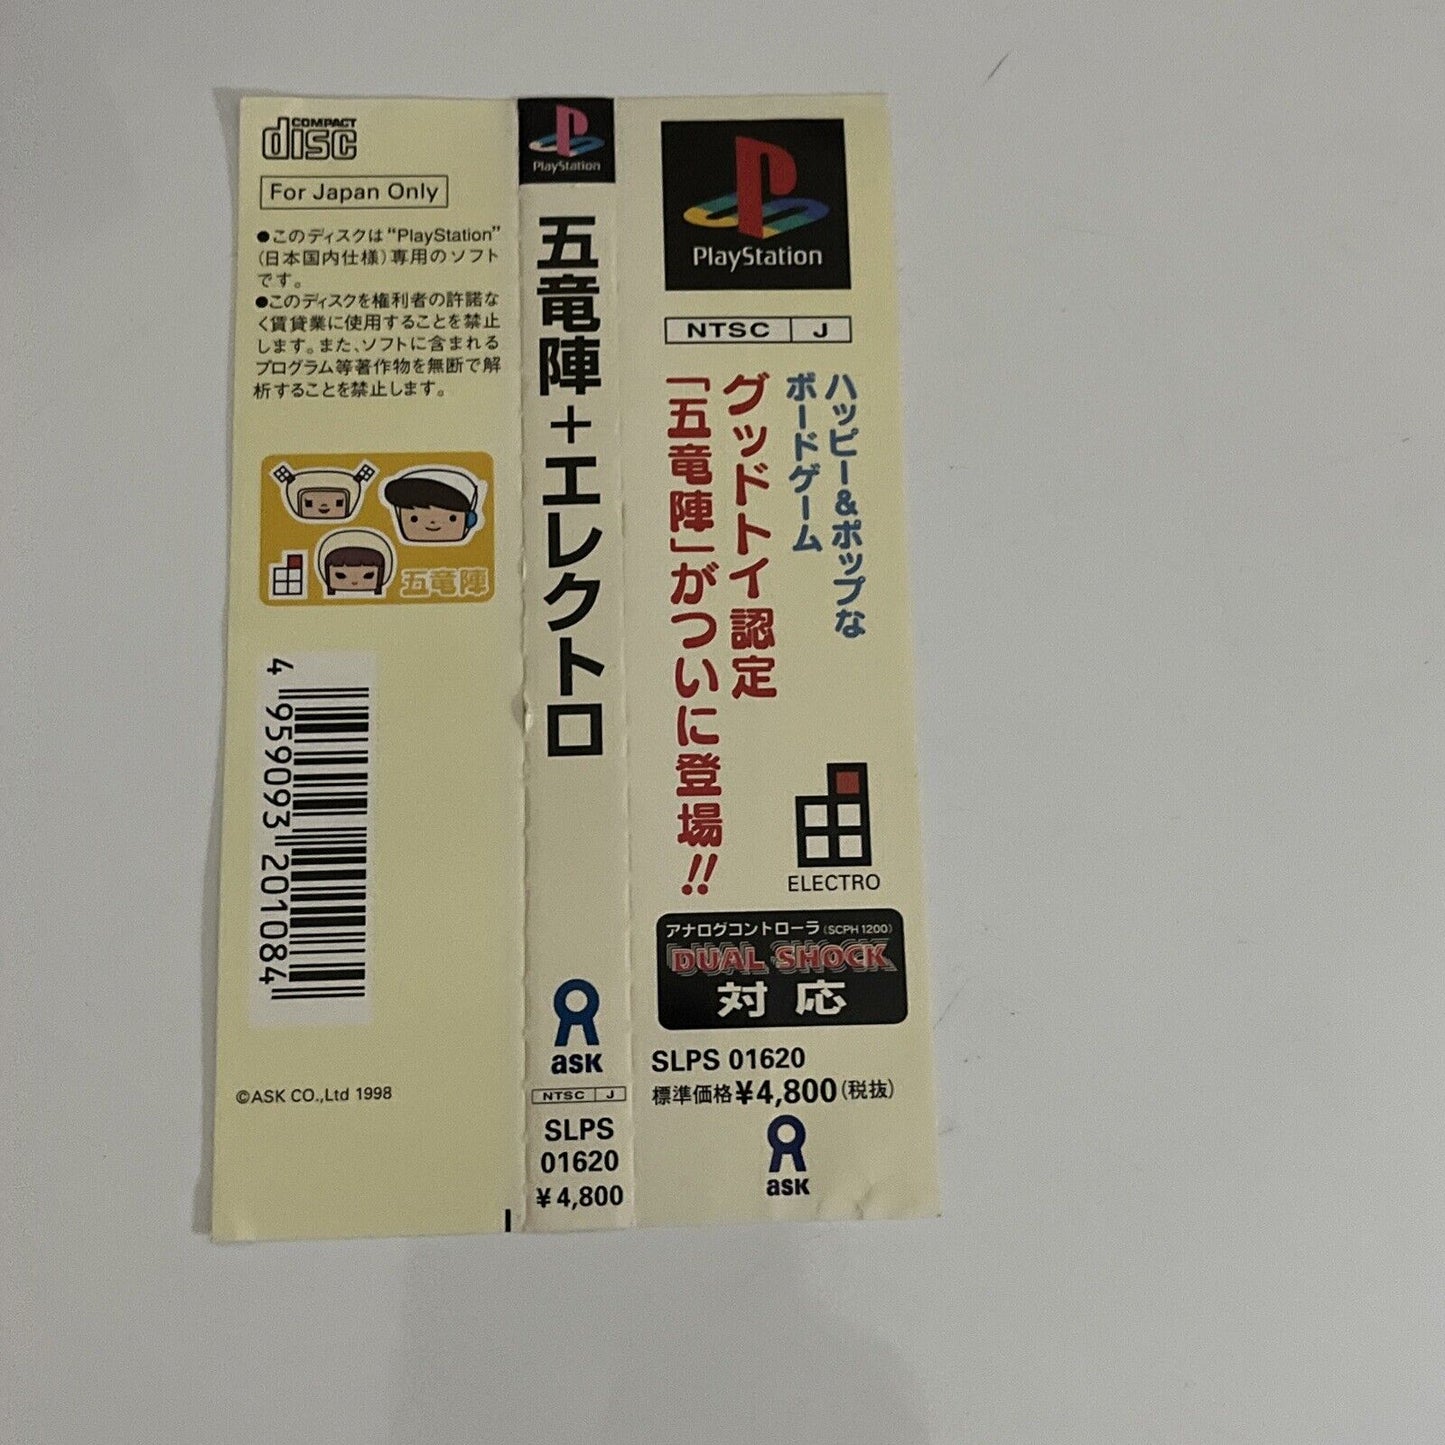 COMPACT
disc
For Japan Only
●このディスクは“PlayStation”
(日本国内仕様)専用のソフト
です。
●このディスクを権利者の許諾な
く賃貸業に使用することを禁止
します。また、ソフトに含まれる
プログラム等著作物を無断で解
析することを禁止します。
五竜陣
4 959093 201084
©ASK CO.,Ltd 1998
PlayStation
五竜陣+エレクトロ
ask
NTSC J
SLPS
01620
¥4,800
PlayStation
NTSC J
ハッピー&ポップな
ボードゲーム
グッドトイ認定
「五竜陣」がついに登場!!
ELECTRO
アナログコントローラ(SCPH 1200)
DUAL SHOCK
対応
SLPS 01620
標準価格¥4,800(税抜)
ask